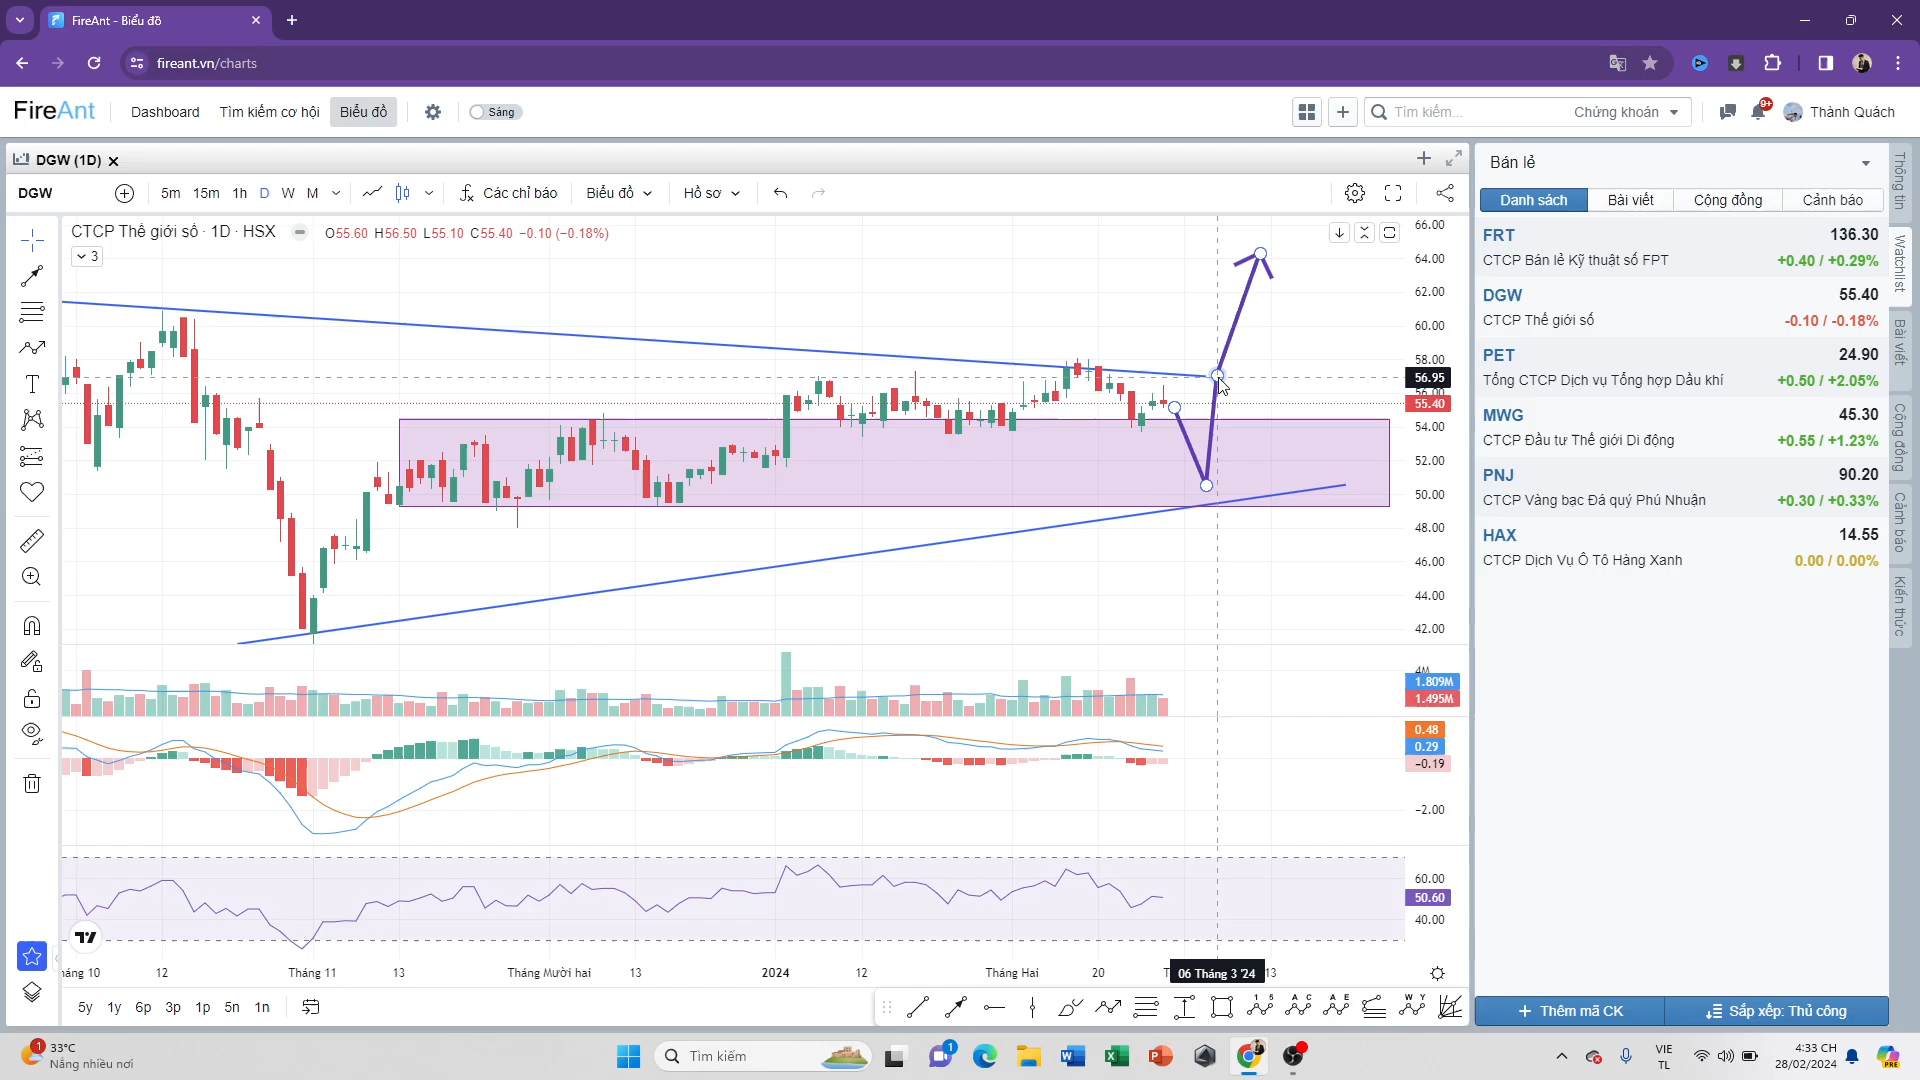 FireAnt - Biểu đồ
fireant.vn/charts
FireAnt
Dashboard
Tìm kiếm cơ hội
Biểu đồ
Sáng
Tìm kiếm...
Chứng khoán
9+
Thành Quách
DGW (1D)
DGW
5m 15m 1h D W M
Các chỉ báo
Biểu đồ
Hồ sơ
CTCP Thế giới số · 1D · HSX
O55.60 H56.50 L55.10 C55.40 −0.10 (−0.18%)
3
66.00
64.00
62.00
60.00
58.00
56.95
56.00
55.40
54.00
52.00
50.00
48.00
46.00
44.00
42.00
4M
1.809M
1.495M
0.48
0.29
−0.19
−2.00
60.00
50.60
40.00
háng 10
12
Tháng 11
13
Tháng Mười hai
13
2024
12
Tháng Hai
20
T
06 Tháng 3 '24
13
5y 1y 6p 3p 1p 5n 1n
1 5
A C
A E
W Y
Bán lẻ
Danh sách
Bài viết
Cộng đồng
Cảnh báo
FRT 136.30
CTCP Bán lẻ Kỹ thuật số FPT +0.40 / +0.29%
DGW 55.40
CTCP Thế giới số -0.10 / -0.18%
PET 24.90
Tổng CTCP Dịch vụ Tổng hợp Dầu khí +0.50 / +2.05%
MWG 45.30
CTCP Đầu tư Thế giới Di động +0.55 / +1.23%
PNJ 90.20
CTCP Vàng bạc Đá quý Phú Nhuận +0.30 / +0.33%
HAX 14.55
CTCP Dịch Vụ Ô Tô Hàng Xanh 0.00 / 0.00%
Thêm mã CK
Sắp xếp: Thủ công
Thông tin
Watchlist
Bài viết
Cộng đồng
Cảnh báo
Kiến thức
1
33°C
Nắng nhiều nơi
Tìm kiếm
1
VIE
TL
4:33 CH
28/02/2024
PRE